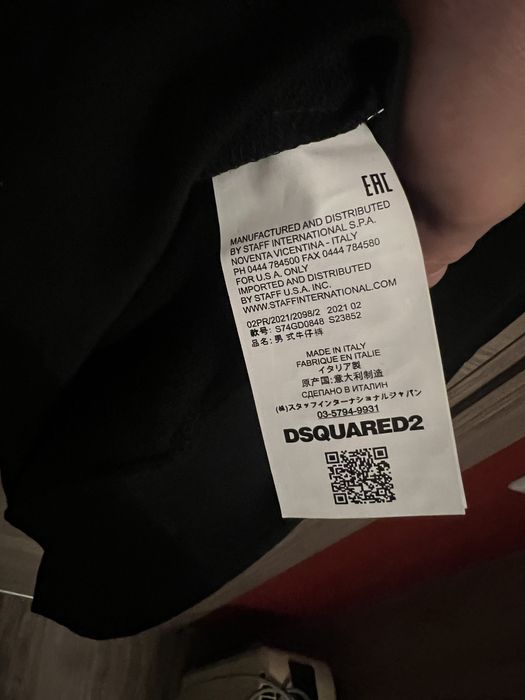 EAC
MANUFACTURED AND DISTRIBUTED
BY STAFF INTERNATIONAL S.P.A.
NOVENTA VICENTINA - ITALY
PH 0444 784500 FAX 0444 784580
FOR U.S.A. ONLY
IMPORTED AND DISTRIBUTED
BY STAFF U.S.A. INC.
WWW.STAFFINTERNATIONAL.COM
02PR/2021/2098/2 2021 02
款号: S74GD0848 S23852
品名: 男式牛仔裤
MADE IN ITALY
FABRIQUE EN ITALIE
イタリア製
原产国:意大利制造
СДЕЛАНО В ИТАЛИИ
(株)スタッフインターナショナルジャパン
03-5794-9931
DSQUARED2